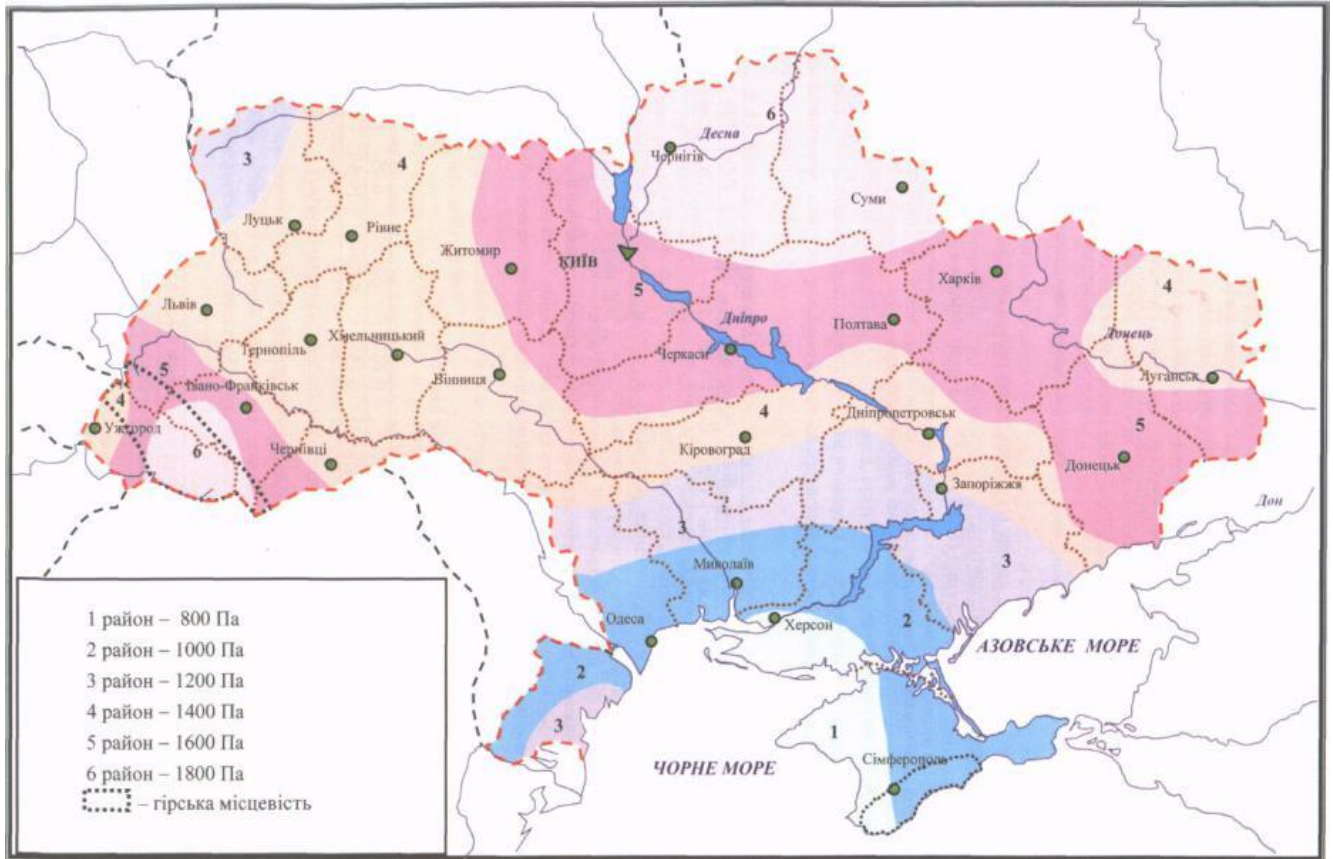 6
Десна
Чернігів
3
4
Суми
Луцьк
Рівне
Житомир
КИЇВ
5
Харків
4
Львів
Дніпро
Полтава
Донець
Тернопіль
Хмельницький
Черкаси
5
Вінниця
Луганськ
Івано-Франківськ
4
4
Дніпропетровськ
5
Ужгород
6
Чернівці
Кіровоград
Донецьк
Запоріжжя
Дон
3
3
Миколаїв
Одеса
Херсон
2
АЗОВСЬКЕ МОРЕ
2
3
1
Сімферополь
ЧОРНЕ МОРЕ
1 район – 800 Па
2 район – 1000 Па
3 район – 1200 Па
4 район – 1400 Па
5 район – 1600 Па
6 район – 1800 Па
– гірська місцевість